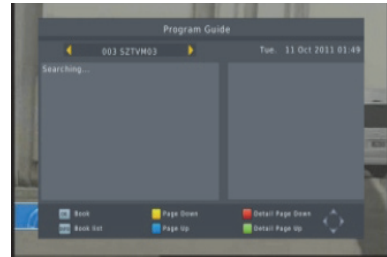 Program Guide
003 SZTVM03
Tue. 11 Oct 2011 01:49
Searching...
OK Book
Page Down
Detail Page Down
Book list
Page Up
Detail Page Up